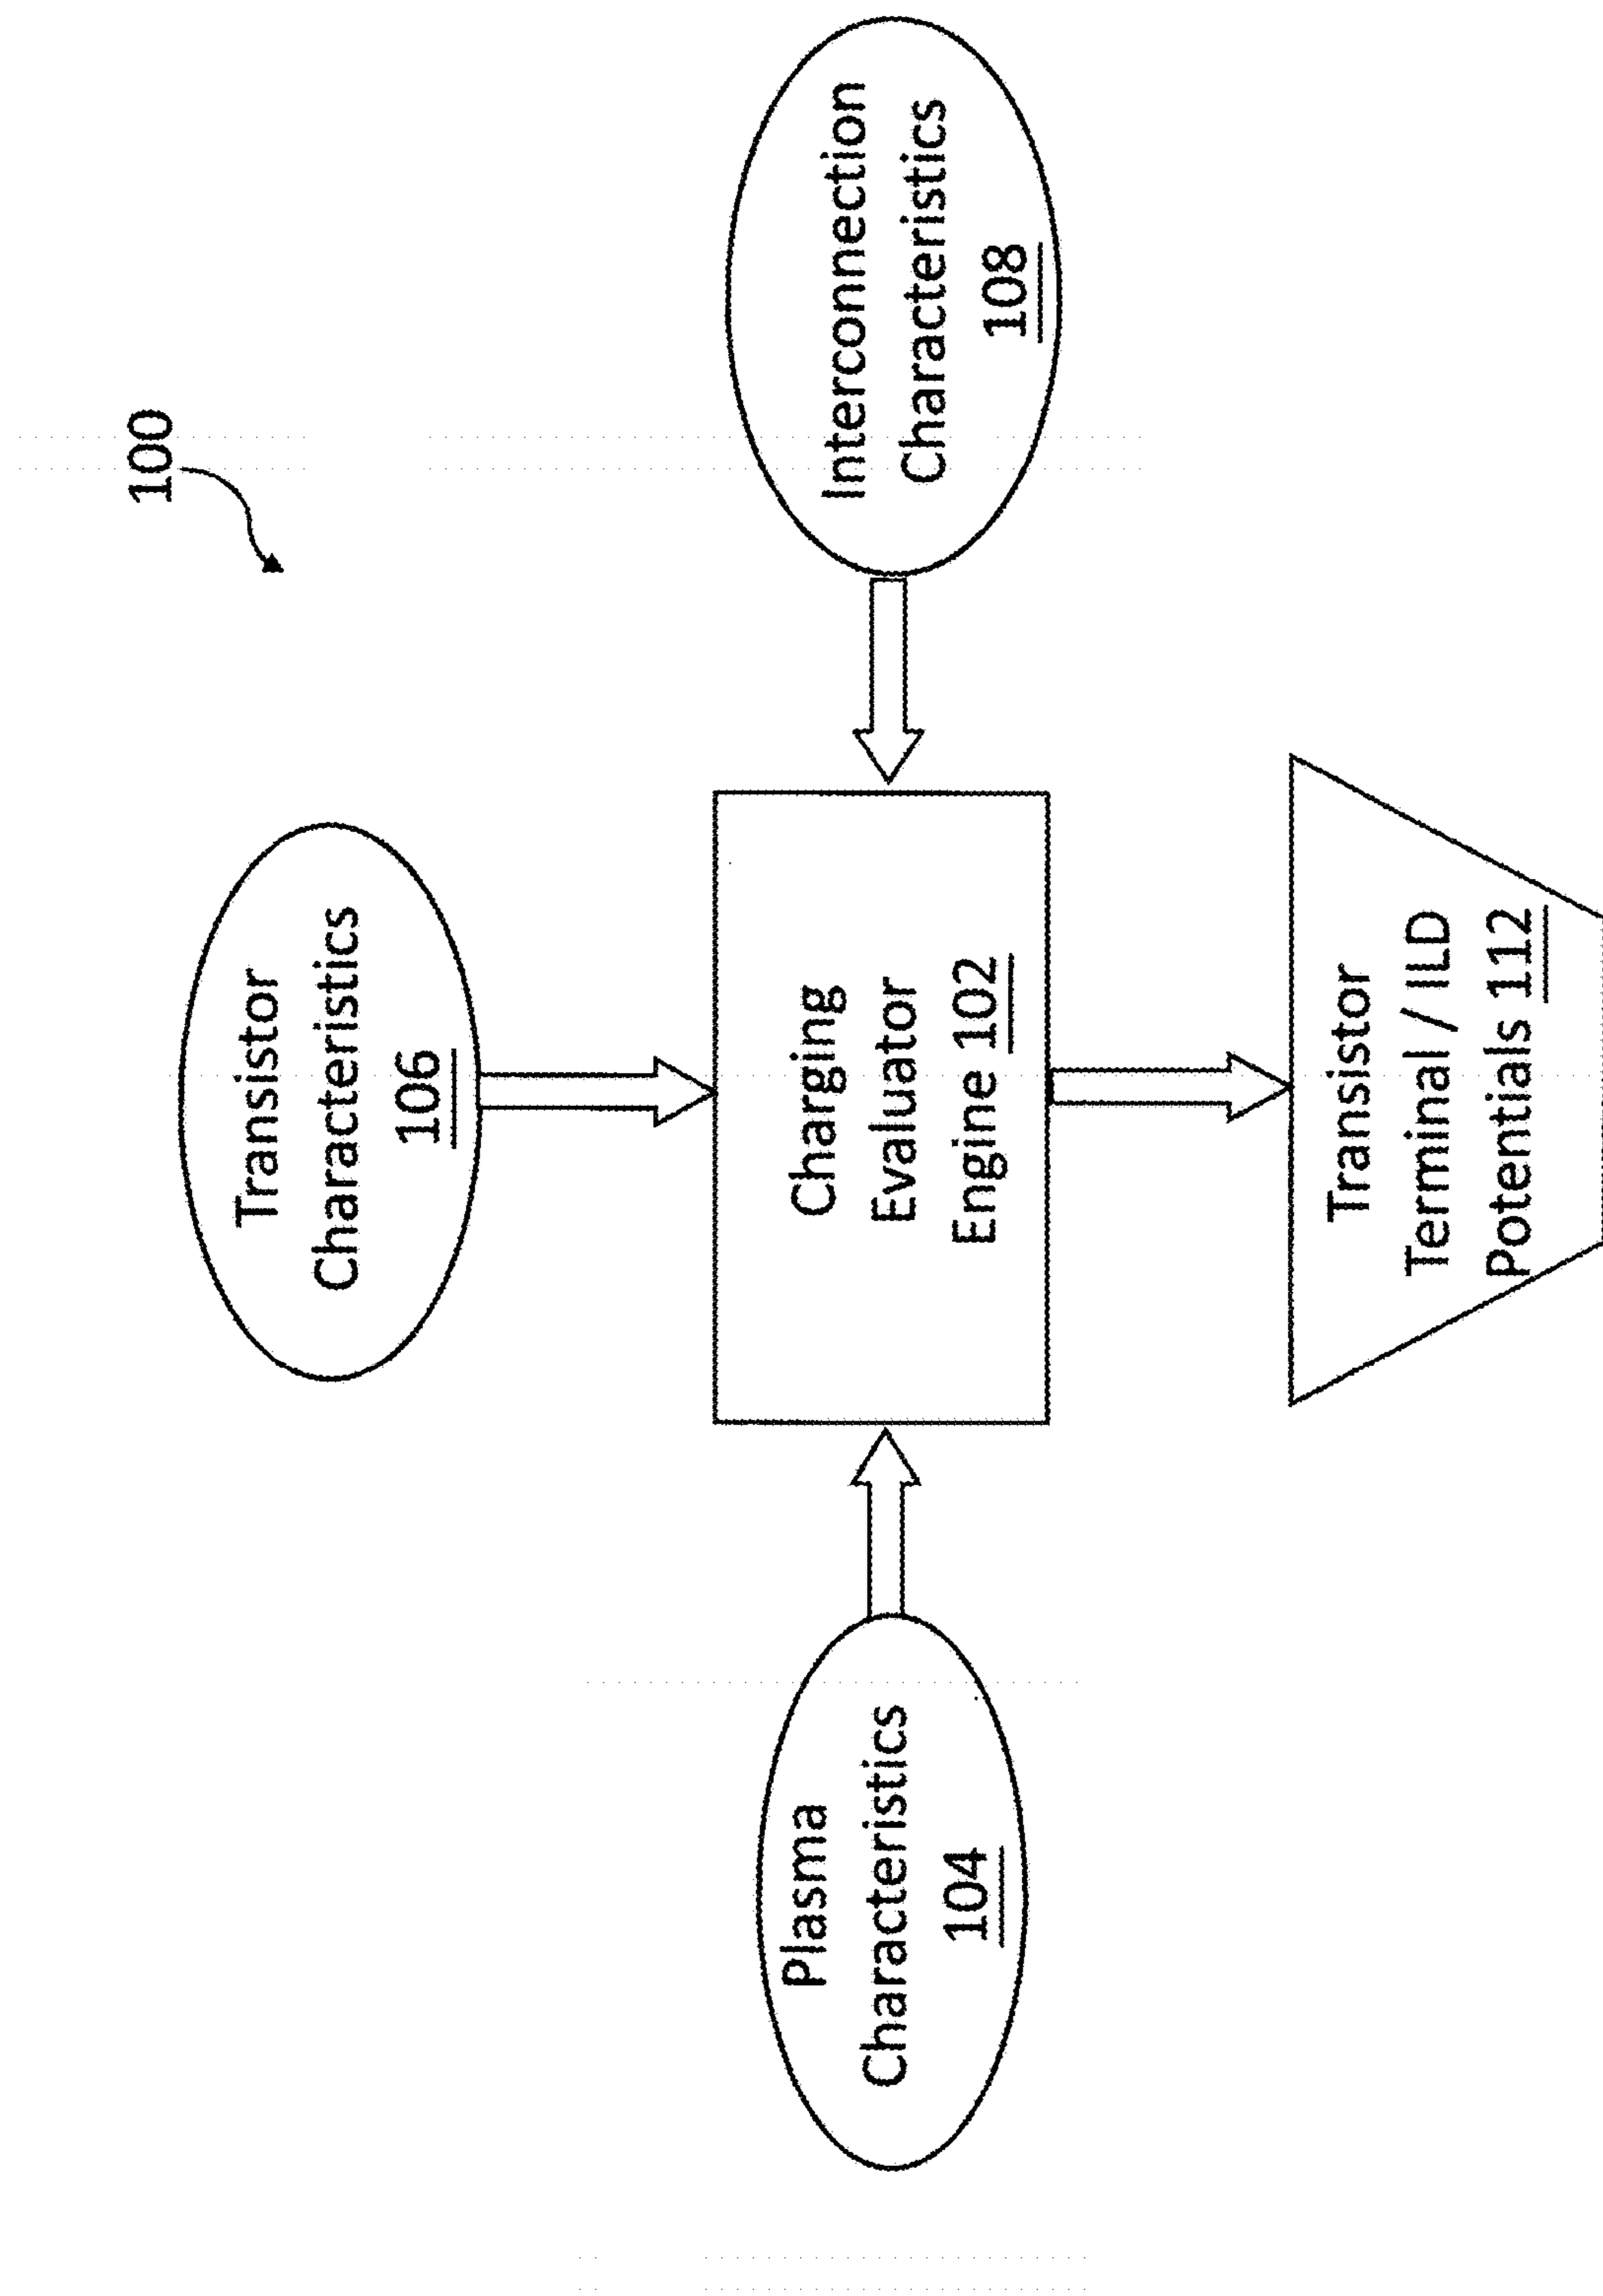 100
Transistor
Characteristics
106
Plasma
Characteristics
104
Charging
Evaluator
Engine 102
Interconnection
Characteristics
108
Transistor
Terminal / ILD
Potentials 112